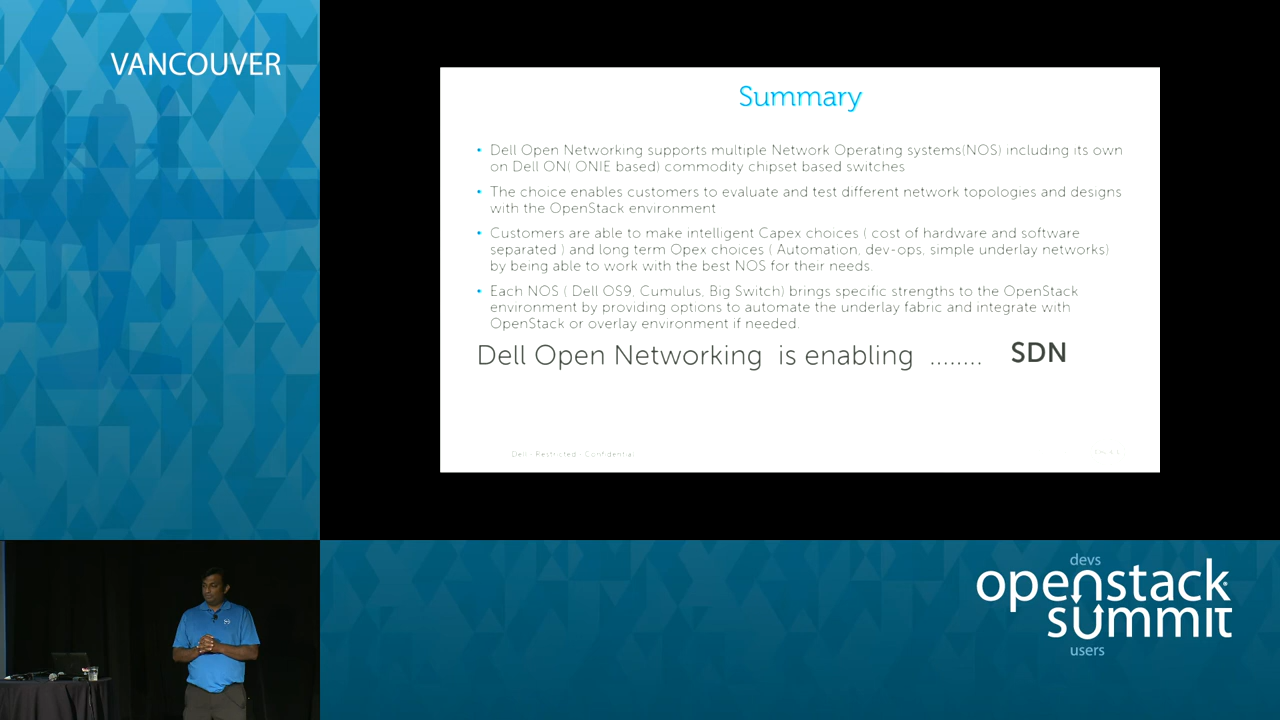 VANCOUVER
Summary
• Dell Open Networking supports multiple Network Operating systems(NOS) including its own
on Dell ON( ONIE based) commodity chipset based switches
• The choice enables customers to evaluate and test different network topologies and designs
with the OpenStack environment
• Customers are able to make intelligent Capex choices ( cost of hardware and software
separated ) and long term Opex choices ( Automation, dev-ops, simple underlay networks)
by being able to work with the best NOS for their needs.
• Each NOS ( Dell OS9, Cumulus, Big Switch) brings specific strengths to the OpenStack
environment by providing options to automate the underlay fabric and integrate with
OpenStack or overlay environment if needed.
Dell Open Networking is enabling ........ SDN
Dell - Restricted - Confidential
devs
openstack
summit
users